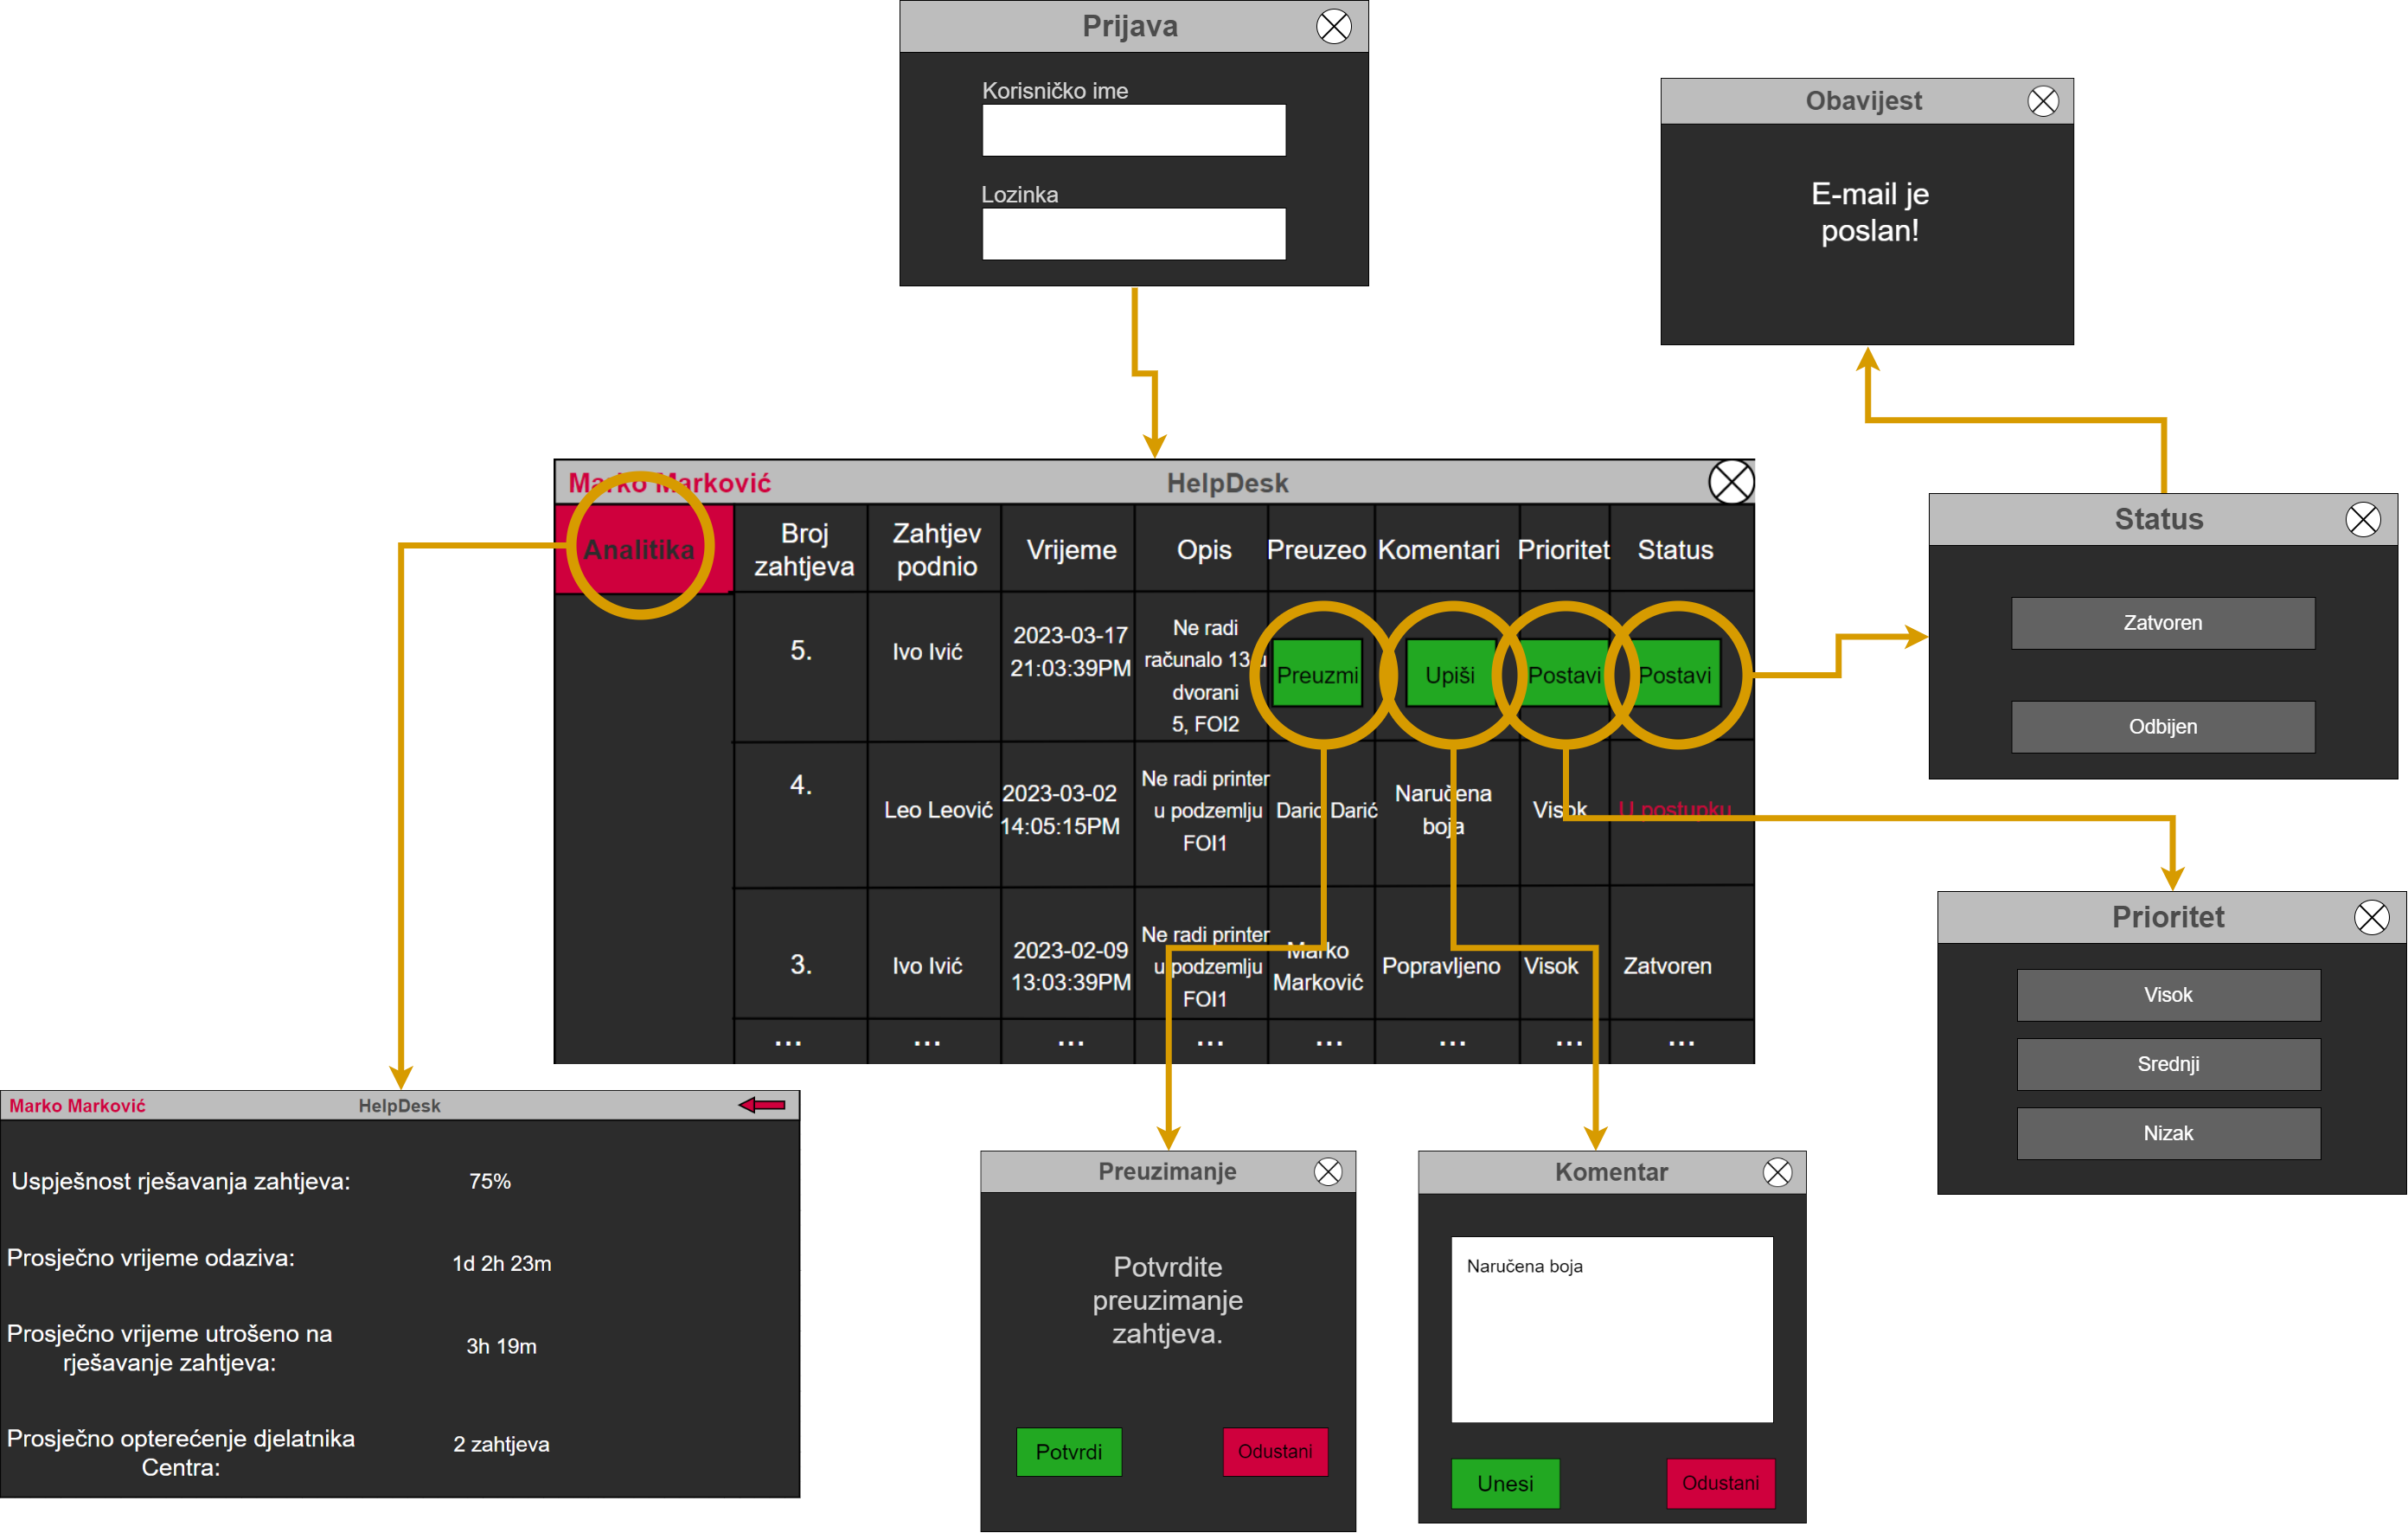 Prijava
Korisničko ime
Lozinka
Obavijest
E-mail je
poslan!
Marko Marković
HelpDesk
Analitika
Broj
zahtjeva
Zahtjev
podnio
Vrijeme
Opis
Preuzeo
Komentari
Prioritet
Status
5.
Ivo Ivić
2023-03-17
21:03:39PM
Ne radi
računalo 13 u
dvorani
5, FOI2
Preuzmi
Upiši
Postavi
Postavi
4.
Leo Leović
2023-03-02
14:05:15PM
Ne radi printer
u podzemlju
FOI1
Dario Darić
Naručena
boja
Visok
U postupku
3.
Ivo Ivić
2023-02-09
13:03:39PM
Ne radi printer
u podzemlju
FOI1
Marko
Marković
Popravljeno
Visok
Zatvoren
... ... ... ... ... ... ... ...
Status
Zatvoren
Odbijen
Prioritet
Visok
Srednji
Nizak
Marko Marković
HelpDesk
Uspješnost rješavanja zahtjeva:
75%
Prosječno vrijeme odaziva:
1d 2h 23m
Prosječno vrijeme utrošeno na
rješavanje zahtjeva:
3h 19m
Prosječno opterećenje djelatnika
Centra:
2 zahtjeva
Preuzimanje
Potvrdite
preuzimanje
zahtjeva.
Potvrdi
Odustani
Komentar
Naručena boja
Unesi
Odustani